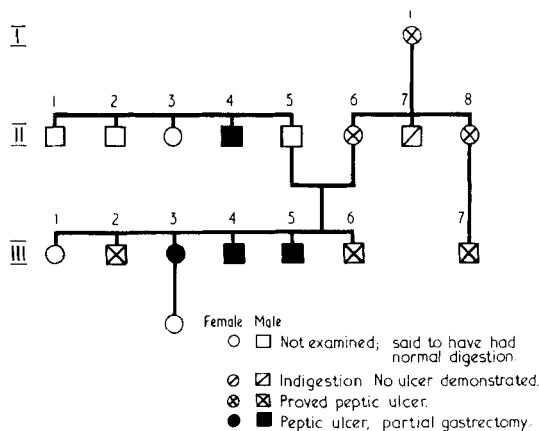 1
I
1 2 3 4 5 6 7 8
II
1 2 3 4 5 6 7
III
Female Male
Not examined; said to have had
normal digestion.
Indigestion No ulcer demonstrated.
Proved peptic ulcer.
Peptic ulcer, partial gastrectomy.